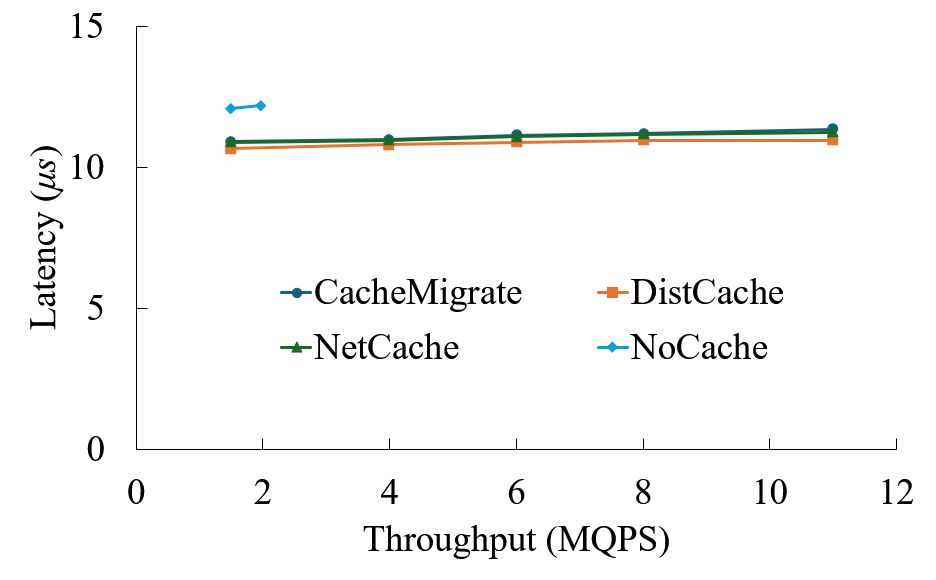 15
10
5
0
Latency (μs)
CacheMigrate DistCache
NetCache NoCache
0 2 4 6 8 10 12
Throughput (MQPS)